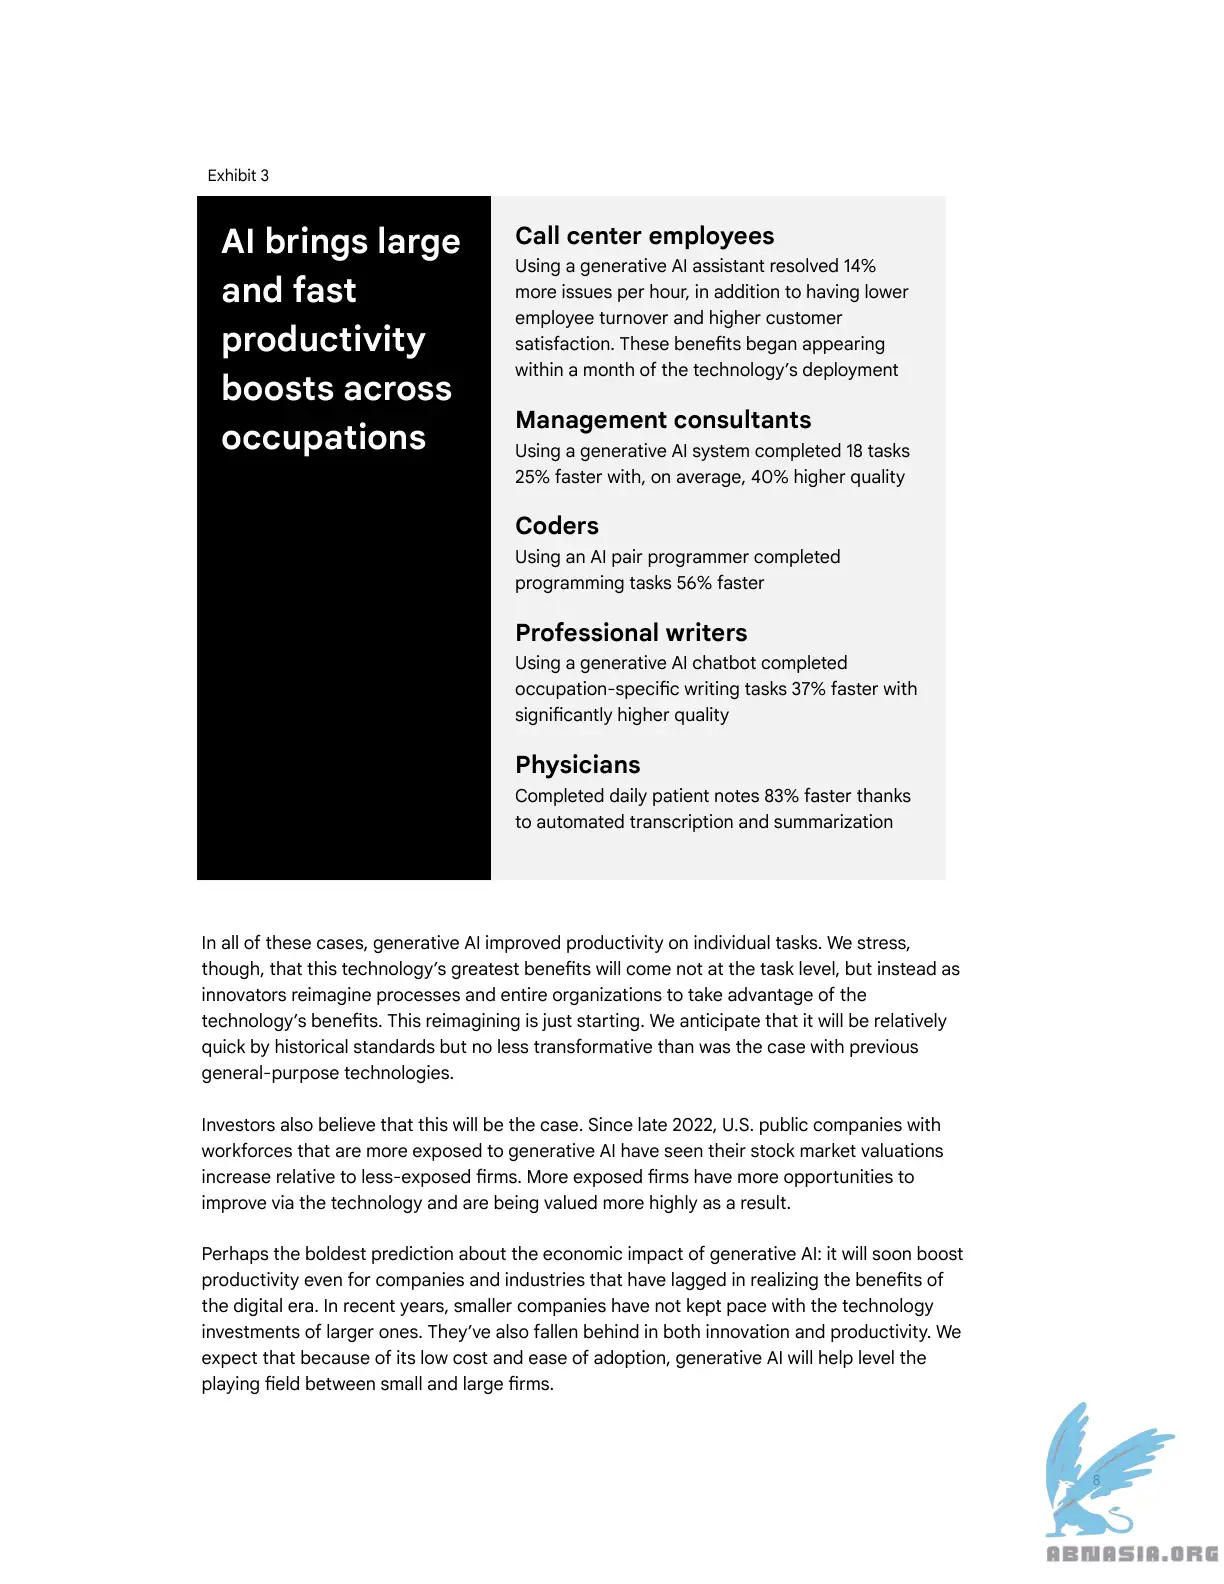 Exhibit 3
AI brings large
and fast
productivity
boosts across
occupations
Call center employees
Using a generative AI assistant resolved 14%
more issues per hour, in addition to having lower
employee turnover and higher customer
satisfaction. These benefits began appearing
within a month of the technology’s deployment
Management consultants
Using a generative AI system completed 18 tasks
25% faster with, on average, 40% higher quality
Coders
Using an AI pair programmer completed
programming tasks 56% faster
Professional writers
Using a generative AI chatbot completed
occupation-specific writing tasks 37% faster with
significantly higher quality
Physicians
Completed daily patient notes 83% faster thanks
to automated transcription and summarization
In all of these cases, generative AI improved productivity on individual tasks. We stress,
though, that this technology’s greatest benefits will come not at the task level, but instead as
innovators reimagine processes and entire organizations to take advantage of the
technology’s benefits. This reimagining is just starting. We anticipate that it will be relatively
quick by historical standards but no less transformative than was the case with previous
general-purpose technologies.
Investors also believe that this will be the case. Since late 2022, U.S. public companies with
workforces that are more exposed to generative AI have seen their stock market valuations
increase relative to less-exposed firms. More exposed firms have more opportunities to
improve via the technology and are being valued more highly as a result.
Perhaps the boldest prediction about the economic impact of generative AI: it will soon boost
productivity even for companies and industries that have lagged in realizing the benefits of
the digital era. In recent years, smaller companies have not kept pace with the technology
investments of larger ones. They’ve also fallen behind in both innovation and productivity. We
expect that because of its low cost and ease of adoption, generative AI will help level the
playing field between small and large firms.
8
ABNASIA.ORG